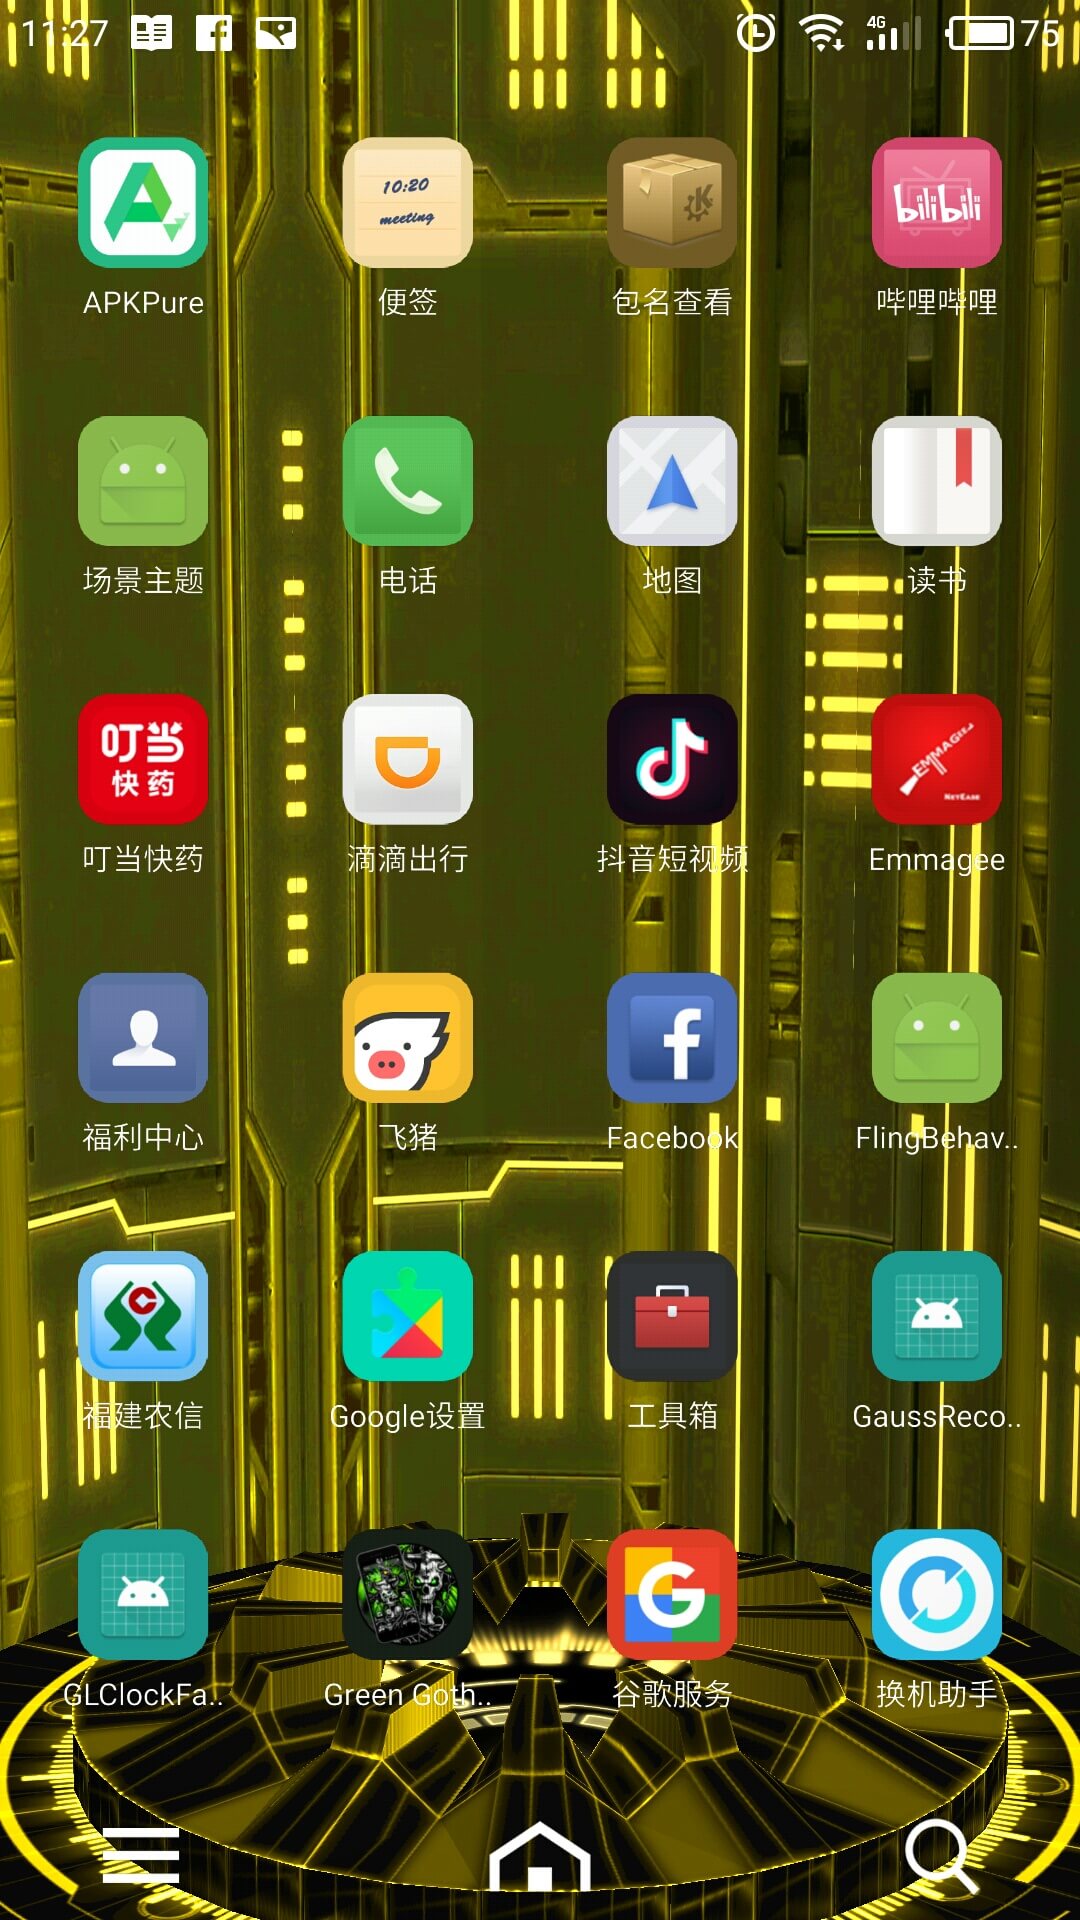 11:27
4G
75
10:20
meeting
K
bilibili
APKPure
便签
包名查看
哔哩哔哩
场景主题
电话
地图
读书
叮当
快药
EMMAGEE
NetEase
叮当快药
滴滴出行
抖音短视频
Emmagee
f
福利中心
飞猪
Facebook
FlingBehav..
福建农信
Google设置
工具箱
GaussReco..
G
GLClockFa..
Green Goth..
谷歌服务
换机助手